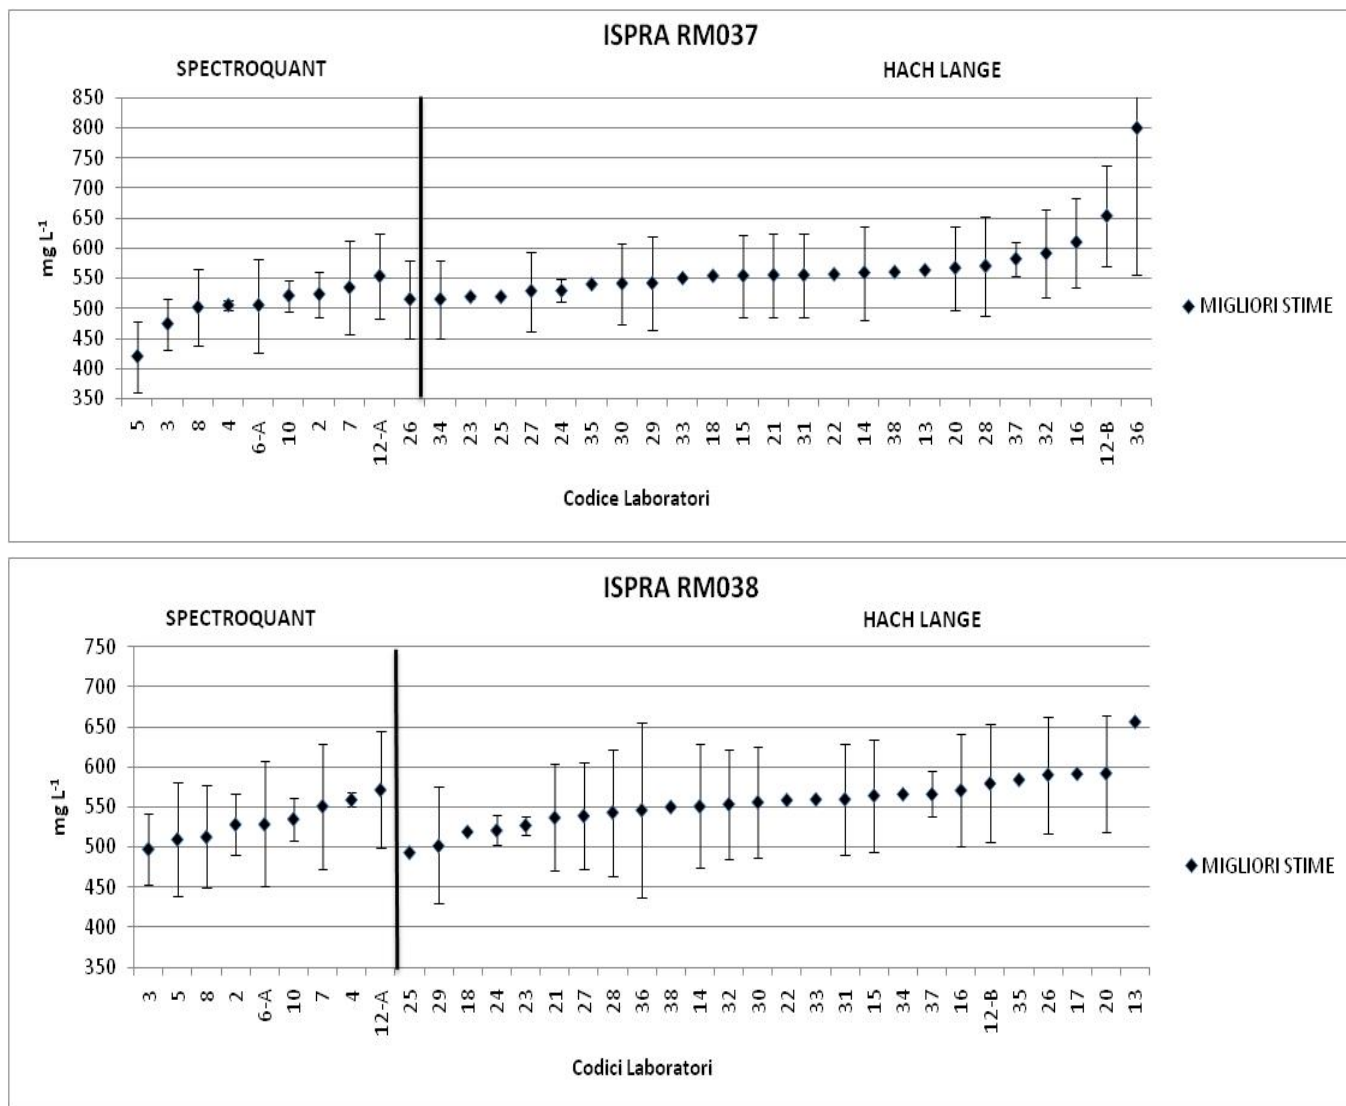 ISPRA RM037
SPECTROQUANT HACH LANGE
850
800
750
700
650
600
550
500
450
400
350
mg L⁻¹
5 3 8 4 6-A 10 2 7 12-A 26 34 23 25 27 24 35 30 29 33 18 15 21 31 22 14 38 13 20 28 37 32 16 12-B 36
Codice Laboratori
MIGLIORI STIME
ISPRA RM038
SPECTROQUANT HACH LANGE
750
700
650
600
550
500
450
400
350
mg L⁻¹
3 5 8 2 6-A 10 7 4 12-A 25 29 18 24 23 21 27 28 36 38 14 32 30 22 33 31 15 34 37 16 12-B 35 26 17 20 13
Codici Laboratori
MIGLIORI STIME